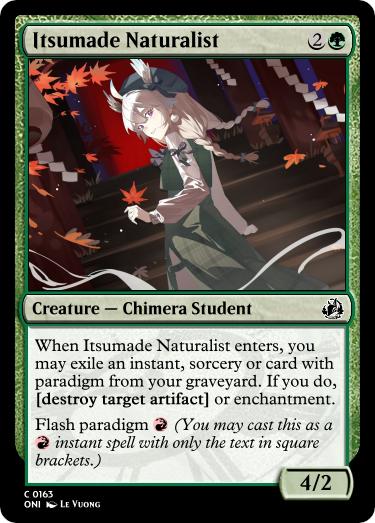 Itsumade Naturalist 2
Creature — Chimera Student
When Itsumade Naturalist enters, you
may exile an instant, sorcery or card with
paradigm from your graveyard. If you do,
[destroy target artifact] or enchantment.
Flash paradigm (You may cast this as a
instant spell with only the text in square
brackets.)
4/2
C 0163
ONI Le Vuong